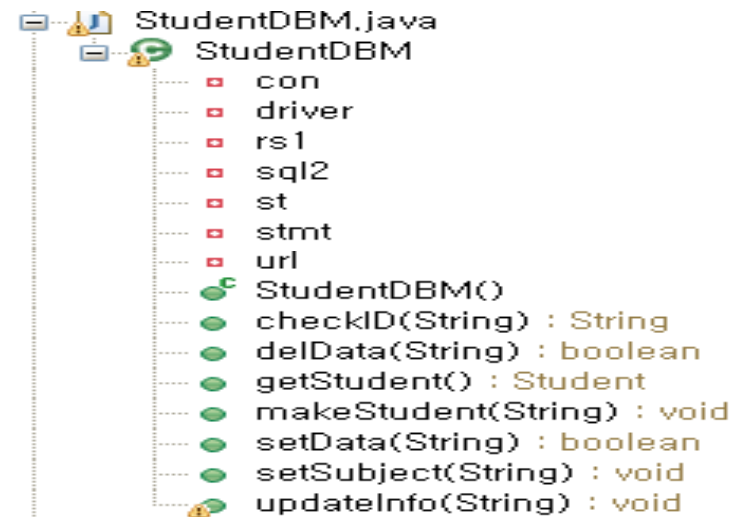 StudentDBM.java
StudentDBM
con
driver
rs1
sql2
st
stmt
url
StudentDBM()
checkID(String) : String
delData(String) : boolean
getStudent() : Student
makeStudent(String) : void
setData(String) : boolean
setSubject(String) : void
updateInfo(String) : void